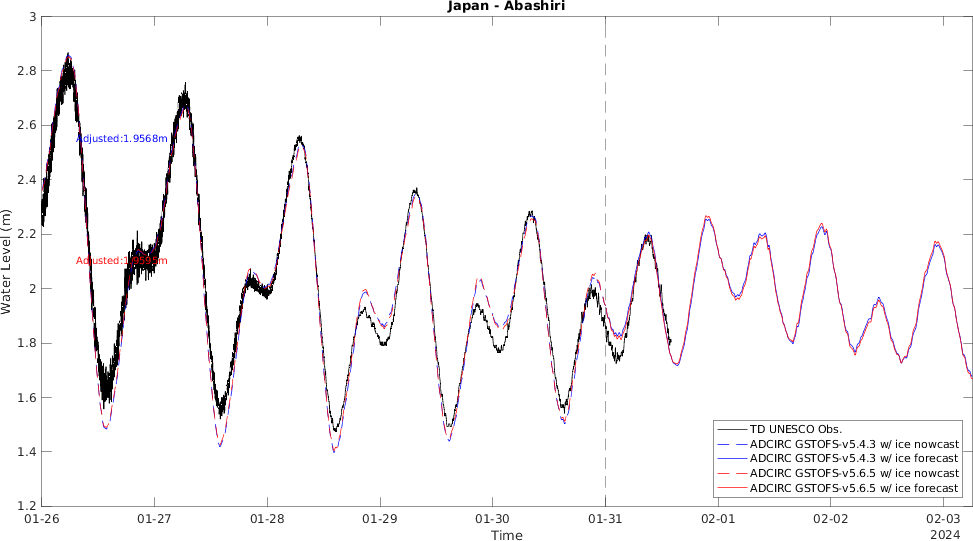 Japan - Abashiri
3
2.8
2.6
2.4
2.2
2
1.8
1.6
1.4
1.2
Water Level (m)
Adjusted:1.9568m
TD UNESCO Obs.
ADCIRC GSTOFS-v5.4.3 w/ ice nowcast
ADCIRC GSTOFS-v5.4.3 w/ ice forecast
ADCIRC GSTOFS-v5.6.5 w/ ice nowcast
ADCIRC GSTOFS-v5.6.5 w/ ice forecast
01-26 01-27 01-28 01-29 01-30 01-31 02-01 02-02 02-03
Time
2024